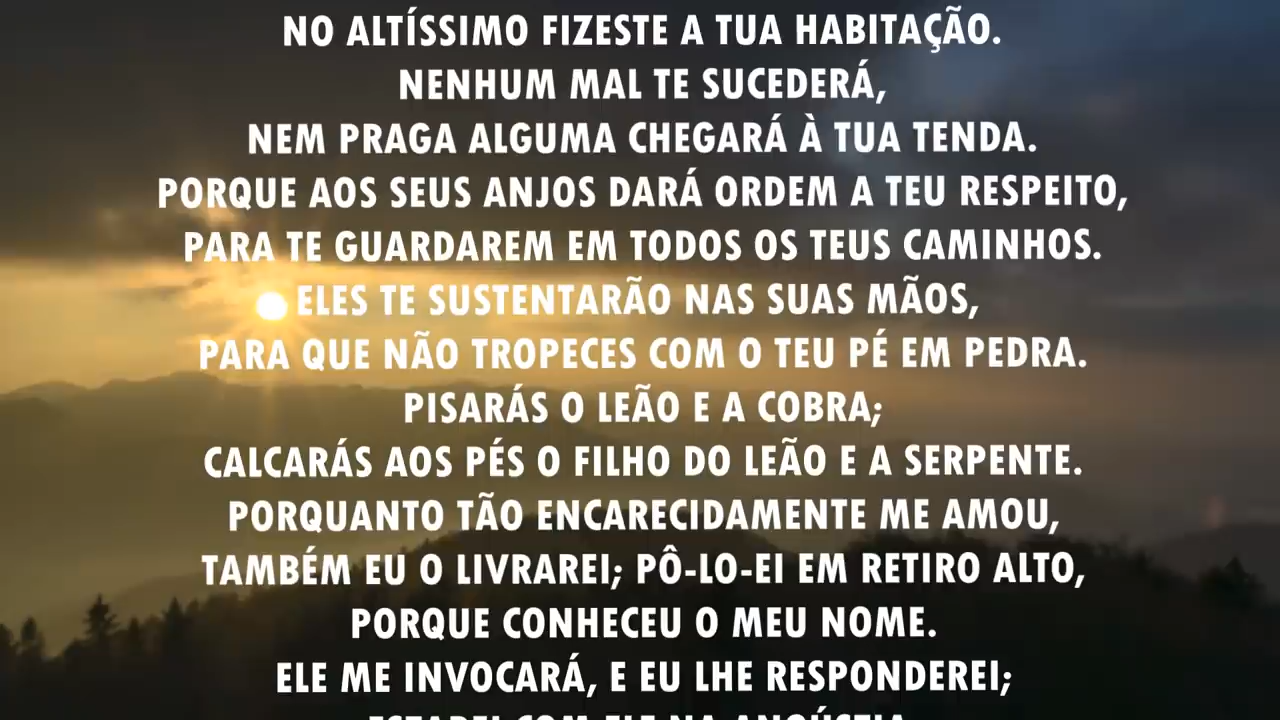 NO ALTÍSSIMO FIZESTE A TUA HABITAÇÃO.
NENHUM MAL TE SUCEDERÁ,
NEM PRAGA ALGUMA CHEGARÁ À TUA TENDA.
PORQUE AOS SEUS ANJOS DARÁ ORDEM A TEU RESPEITO,
PARA TE GUARDAREM EM TODOS OS TEUS CAMINHOS.
ELES TE SUSTENTARÃO NAS SUAS MÃOS,
PARA QUE NÃO TROPECES COM O TEU PÉ EM PEDRA.
PISARÁS O LEÃO E A COBRA;
CALCARÁS AOS PÉS O FILHO DO LEÃO E A SERPENTE.
PORQUANTO TÃO ENCARECIDAMENTE ME AMOU,
TAMBÉM EU O LIVRAREI; PÔ-LO-EI EM RETIRO ALTO,
PORQUE CONHECEU O MEU NOME.
ELE ME INVOCARÁ, E EU LHE RESPONDEREI;
ESTAREI COM ELE NA ANGÚSTIA